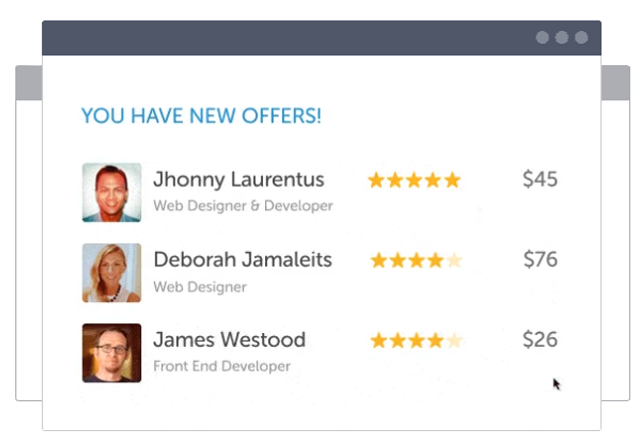 YOU HAVE NEW OFFERS!
Jhonny Laurentus $45
Web Designer & Developer
Deborah Jamaleits $76
Web Designer
James Westood $26
Front End Developer